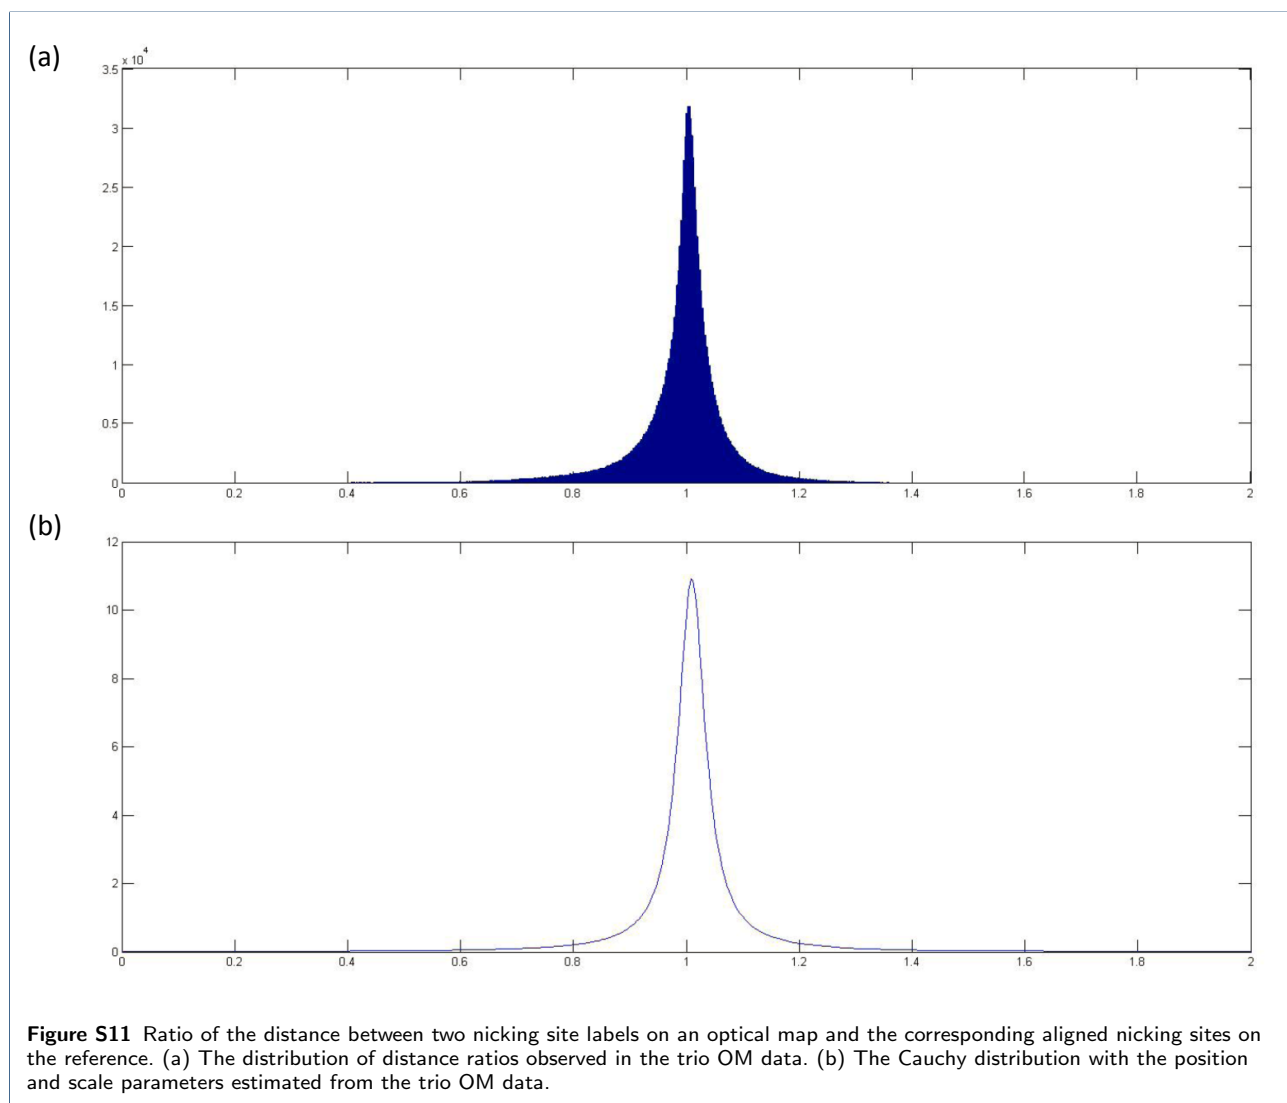 (a)
x 10^4
3.5
3
2.5
2
1.5
1
0.5
0
0 0.2 0.4 0.6 0.8 1 1.2 1.4 1.6 1.8 2
(b)
12
10
8
6
4
2
0
0 0.2 0.4 0.6 0.8 1 1.2 1.4 1.6 1.8 2
Figure S11 Ratio of the distance between two nicking site labels on an optical map and the corresponding aligned nicking sites on
the reference. (a) The distribution of distance ratios observed in the trio OM data. (b) The Cauchy distribution with the position
and scale parameters estimated from the trio OM data.